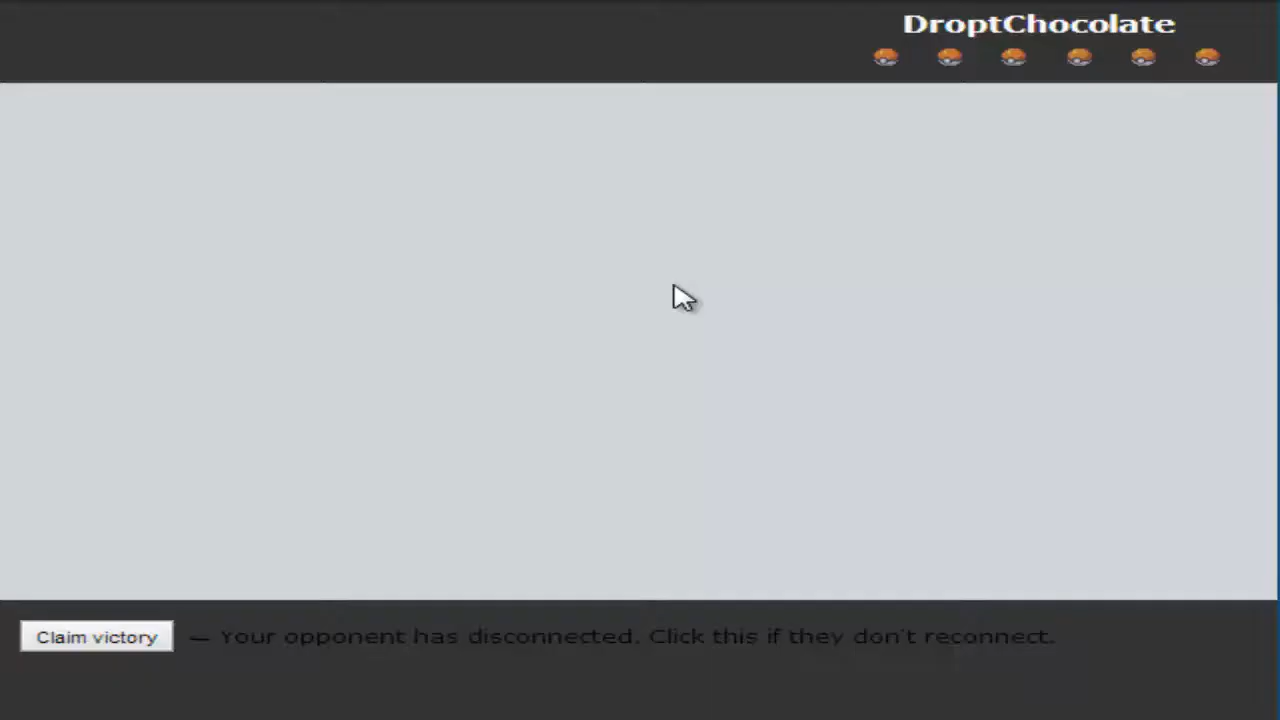 DroptChocolate
Claim victory — Your opponent has disconnected. Click this if they don't reconnect.